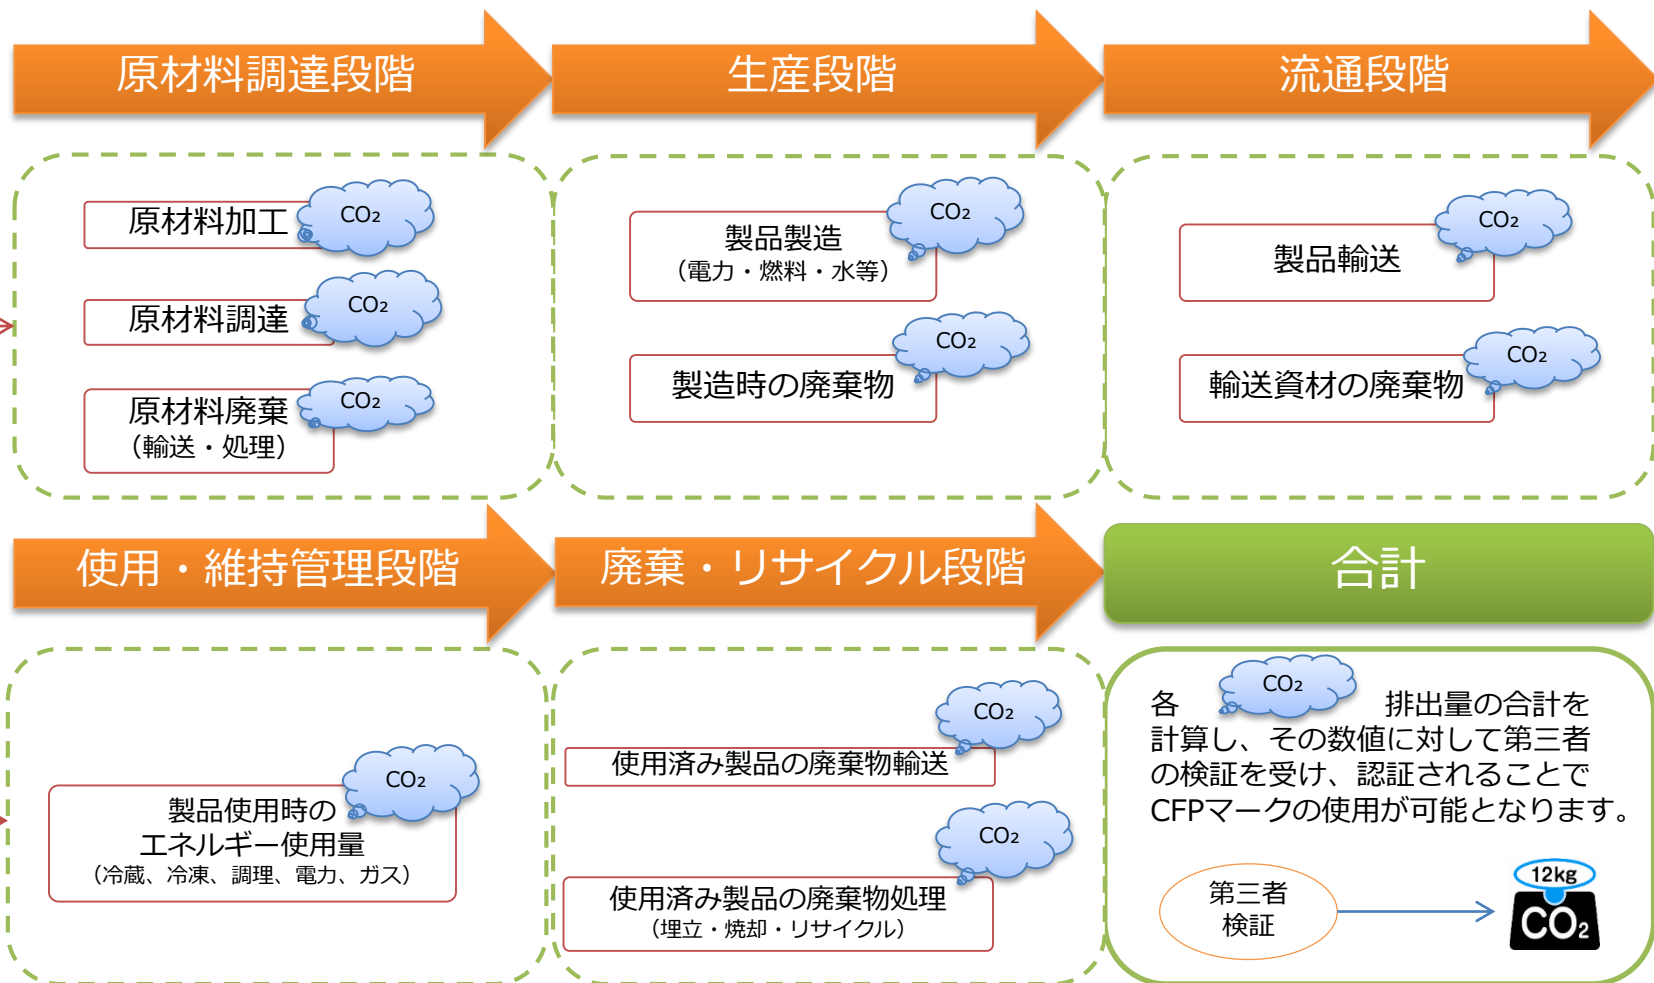 原材料調達段階
生産段階
流通段階
原材料加工
CO₂
原材料調達
CO₂
原材料廃棄
（輸送・処理）
CO₂
製品製造
（電力・燃料・水等）
CO₂
製造時の廃棄物
CO₂
製品輸送
CO₂
輸送資材の廃棄物
CO₂
使用・維持管理段階
廃棄・リサイクル段階
合計
製品使用時の
エネルギー使用量
（冷蔵、冷凍、調理、電力、ガス）
CO₂
使用済み製品の廃棄物輸送
CO₂
使用済み製品の廃棄物処理
（埋立・焼却・リサイクル）
CO₂
各 CO₂ 排出量の合計を
計算し、その数値に対して第三者
の検証を受け、認証されることで
CFPマークの使用が可能となります。
第三者
検証
12kg
CO₂